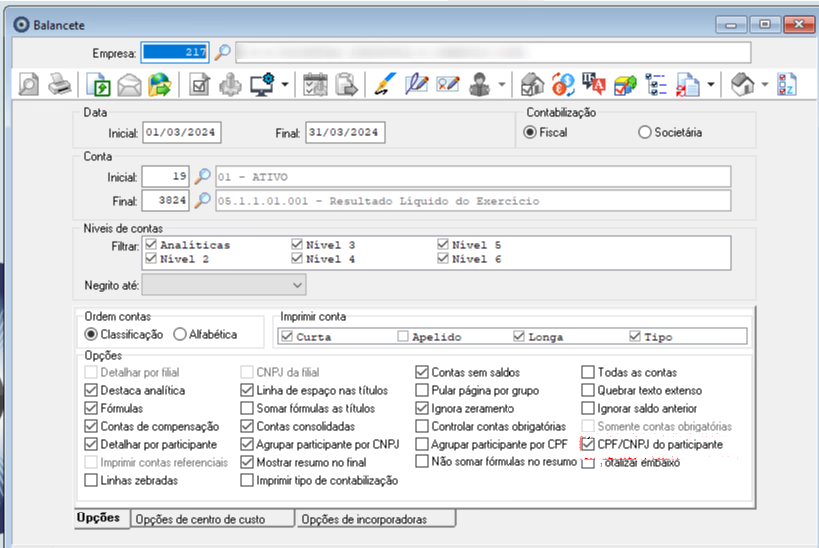 Balancete
Empresa: 217
Data
Inicial: 01/03/2024 Final: 31/03/2024
Contabilização
Fiscal Societária
Conta
Inicial: 19 01 - ATIVO
Final: 3824 05.1.1.01.001 - Resultado Liquido do Exercício
Níveis de contas
Filtrar: Analíticas Nível 3 Nível 5
Nível 2 Nível 4 Nível 6
Negrito até:
Ordem contas
Classificação Alfabética
Imprimir conta
Curta Apelido Longa Tipo
Opções
Detalhar por filial CNPJ da filial Contas sem saldos Todas as contas
Destaca analítica Linha de espaço nas títulos Pular página por grupo Quebrar texto extenso
Fórmulas Somar fórmulas as títulos Ignora zeramento Ignorar saldo anterior
Contas de compensação Contas consolidadas Controlar contas obrigatórias Somente contas obrigatórias
Detalhar por participante Agrupar participante por CNPJ Agrupar participante por CPF CPF/CNPJ do participante
Imprimir contas referenciais Mostrar resumo no final Não somar fórmulas no resumo Totalizar embaixo
Linhas zebradas Imprimir tipo de contabilização
Opções Opções de centro de custo Opções de incorporadoras